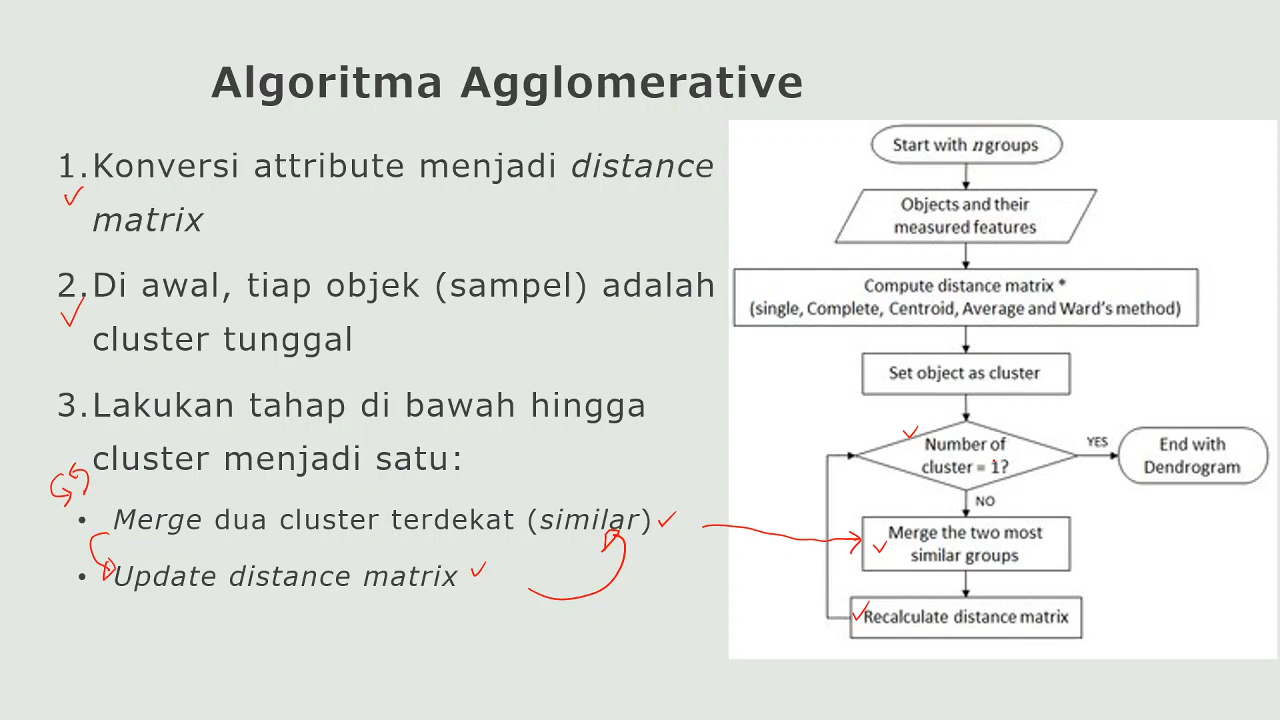 Algoritma Agglomerative
1.Konversi attribute menjadi distance
matrix
2.Di awal, tiap objek (sampel) adalah
cluster tunggal
3.Lakukan tahap di bawah hingga
cluster menjadi satu:
• Merge dua cluster terdekat (similar)
• Update distance matrix
Start with n groups
Objects and their
measured features
Compute distance matrix *
(single, Complete, Centroid, Average and Ward's method)
Set object as cluster
Number of
cluster = 1?
YES
End with
Dendrogram
NO
Merge the two most
similar groups
Recalculate distance matrix